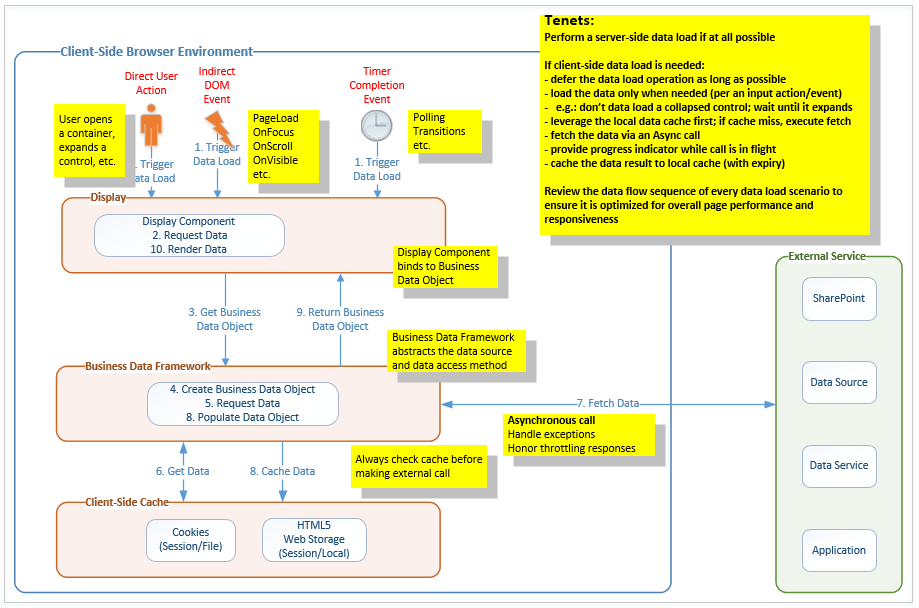 Tenets:
Perform a server-side data load if at all possible
If client-side data load is needed:
- defer the data load operation as long as possible
- load the data only when needed (per an input action/event)
- e.g.: don't data load a collapsed control; wait until it expands
- leverage the local data cache first; if cache miss, execute fetch
- fetch the data via an Async call
- provide progress indicator while call is in flight
- cache the data result to local cache (with expiry)
Review the data flow sequence of every data load scenario to
ensure it is optimized for overall page performance and
responsiveness
Client-Side Browser Environment
Direct User
Action
Indirect
DOM
Event
Timer
Completion
Event
User opens
a container,
expands a
control, etc.
PageLoad
OnFocus
OnScroll
OnVisible
etc.
Polling
Transitions
etc.
. Trigger
ata Load
1. Trigger
Data Load
1. Trigger
Data Load
Display
Display Component
2. Request Data
10. Render Data
Display Component
binds to Business
Data Object
3. Get Business
Data Object
9. Return Business
Data Object
Business Data Framework
abstracts the data source
and data access method
Business Data Framework
4. Create Business Data Object
5. Request Data
8. Populate Data Object
7. Fetch Data
Asynchronous call
Handle exceptions
Honor throttling responses
6. Get Data
8. Cache Data
Always check cache before
making external call
Client-Side Cache
Cookies
(Session/File)
HTML5
Web Storage
(Session/Local)
External Service
SharePoint
Data Source
Data Service
Application